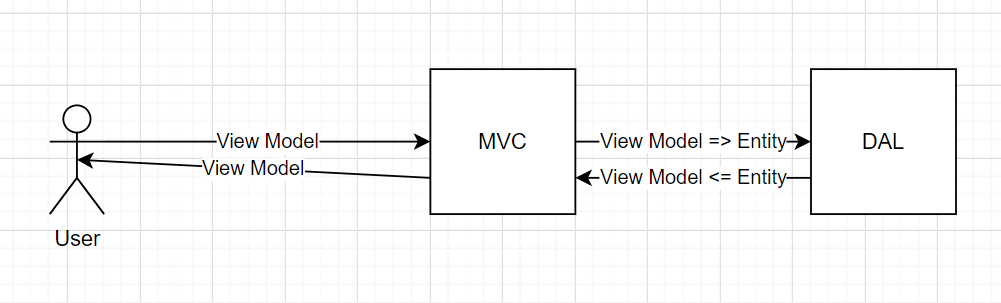 View Model
MVC
View Model => Entity
DAL
View Model
View Model <= Entity
User